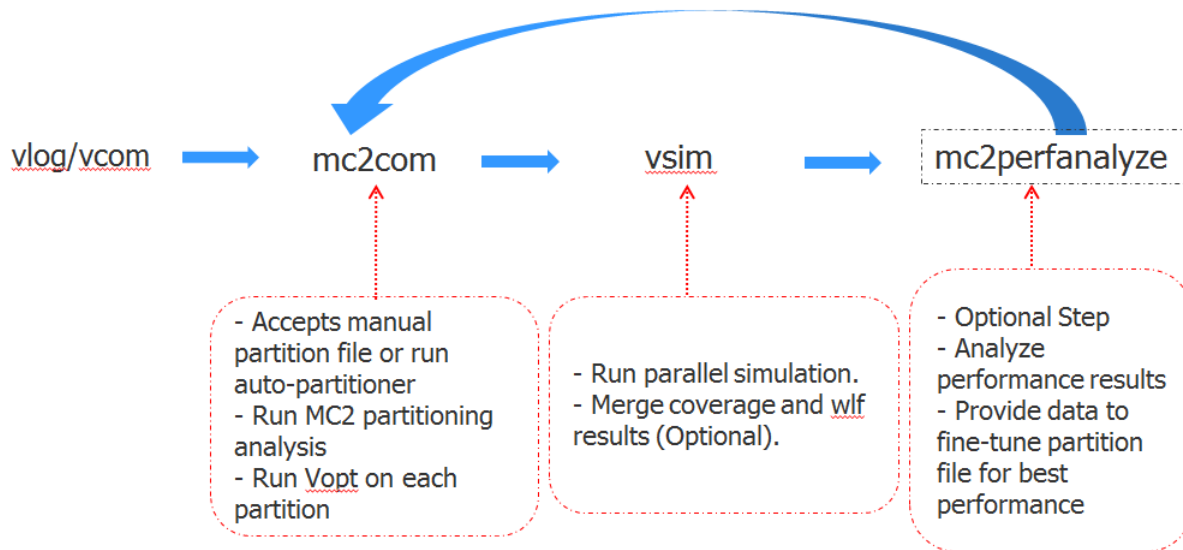 vlog/vcom
mc2com
vsim
mc2perfanalyze
- Accepts manual
partition file or run
auto-partitioner
- Run MC2 partitioning
analysis
- Run Vopt on each
partition
- Run parallel simulation.
- Merge coverage and wlf
results (Optional).
- Optional Step
- Analyze
performance results
- Provide data to
fine-tune partition
file for best
performance